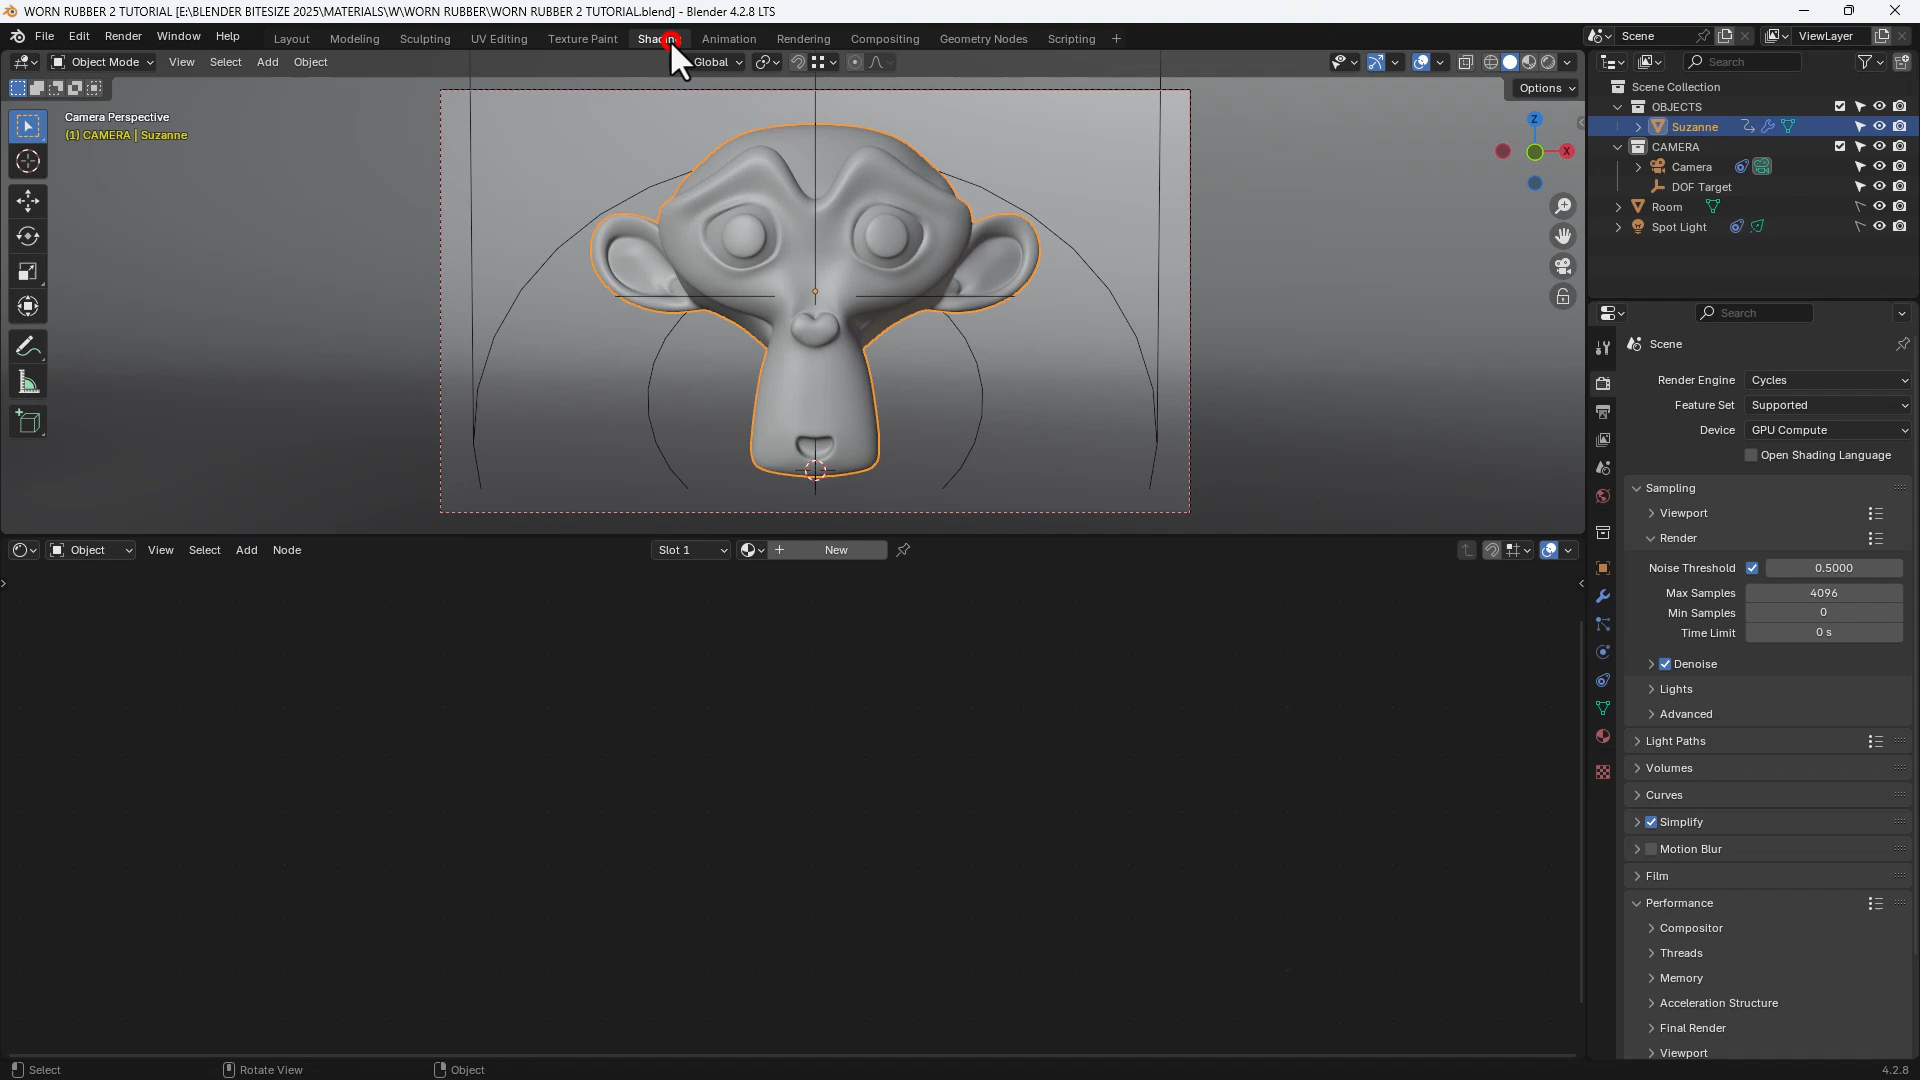 WORN RUBBER 2 TUTORIAL [E:\BLENDER BITESIZE 2025\MATERIALS\W\WORN RUBBER\WORN RUBBER 2 TUTORIAL.blend] - Blender 4.2.8 LTS
File Edit Render Window Help Layout Modeling Sculpting UV Editing Texture Paint Shading Animation Rendering Compositing Geometry Nodes Scripting + Scene ViewLayer
Object Mode View Select Add Object Global Search
Options
Camera Perspective
(1) CAMERA | Suzanne
Z
X
Scene Collection
OBJECTS
Suzanne
CAMERA
Camera
DOF Target
Room
Spot Light
Search
Scene
Render Engine Cycles
Feature Set Supported
Device GPU Compute
Open Shading Language
Sampling
Viewport
Render
Noise Threshold 0.5000
Max Samples 4096
Min Samples 0
Time Limit 0 s
Denoise
Lights
Advanced
Light Paths
Volumes
Curves
Simplify
Motion Blur
Film
Performance
Compositor
Threads
Memory
Acceleration Structure
Final Render
Viewport
Object View Select Add Node Slot 1 New
Select Rotate View Object 4.2.8